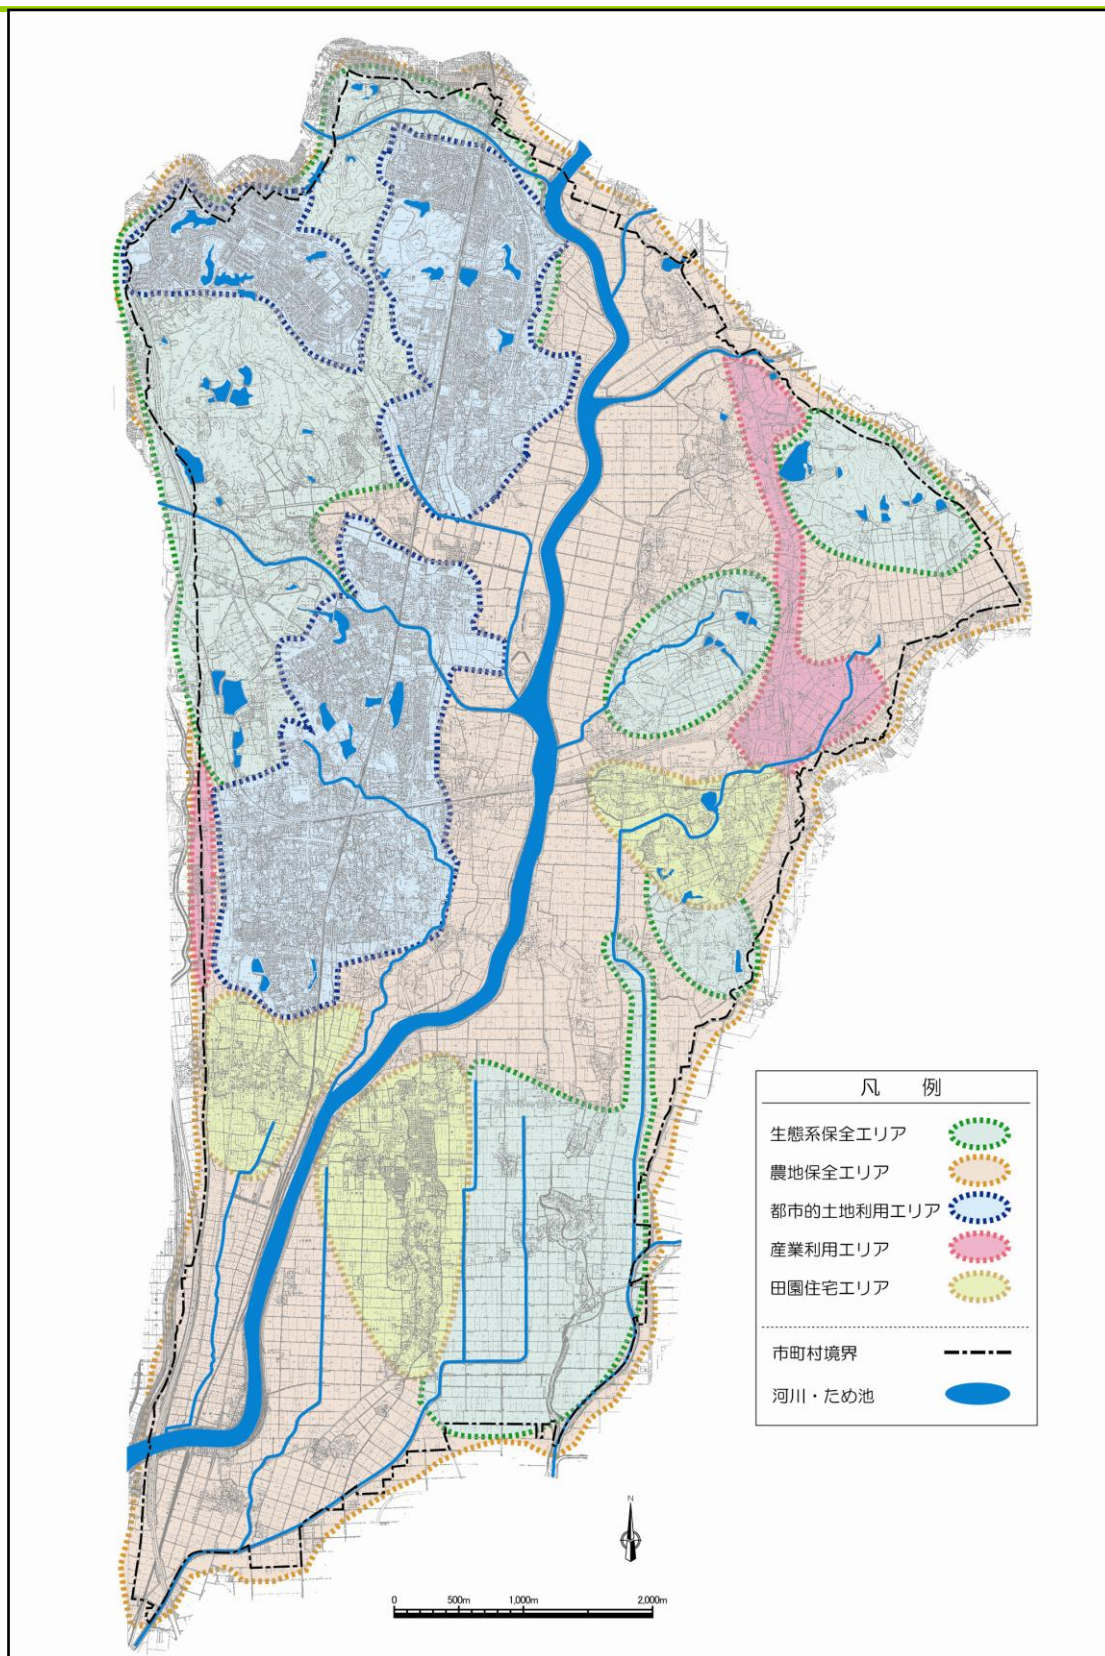 凡　例
生態系保全エリア
農地保全エリア
都市的土地利用エリア
産業利用エリア
田園住宅エリア
市町村境界
河川・ため池
N
0 500m 1,000m 2,000m